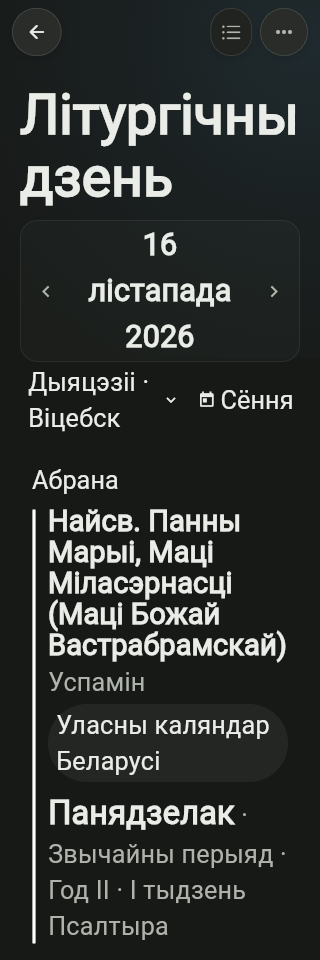 Літургічны
дзень
16
лістапада
2026
Дыяцэзіі ·
Віцебск
Сёння
Абрана
Найсв. Панны
Марыі, Маці
Міласэрнасці
(Маці Божай
Вастрабрамскай)
Успамін
Уласны каляндар
Беларусі
Панядзелак ·
Звычайны перыяд ·
Год II · I тыдзень
Псалтыра